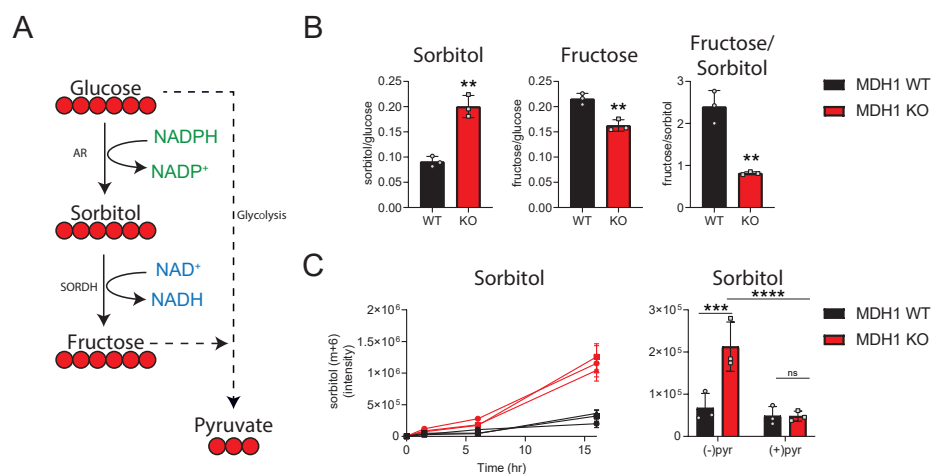 A
Glucose
NADPH
AR
NADP⁺
Glycolysis
Sorbitol
NAD⁺
SORDH
NADH
Fructose
Pyruvate
B
Sorbitol
sorbitol/glucose
0.25
0.20
0.15
0.10
0.05
0.00
**
WT KO
Fructose
fructose/glucose
0.25
0.20
0.15
0.10
0.05
0.00
**
WT KO
Fructose/
Sorbitol
fructose/sorbitol
3
2
1
0
**
WT KO
MDH1 WT
MDH1 KO
C
Sorbitol
sorbitol (m+6)
(intensity)
2×10⁶
1×10⁶
1×10⁶
5×10⁵
0
0 5 10 15
Time (hr)
Sorbitol
3×10⁵
2×10⁵
1×10⁵
0
***
****
ns
(-)pyr (+)pyr
MDH1 WT
MDH1 KO